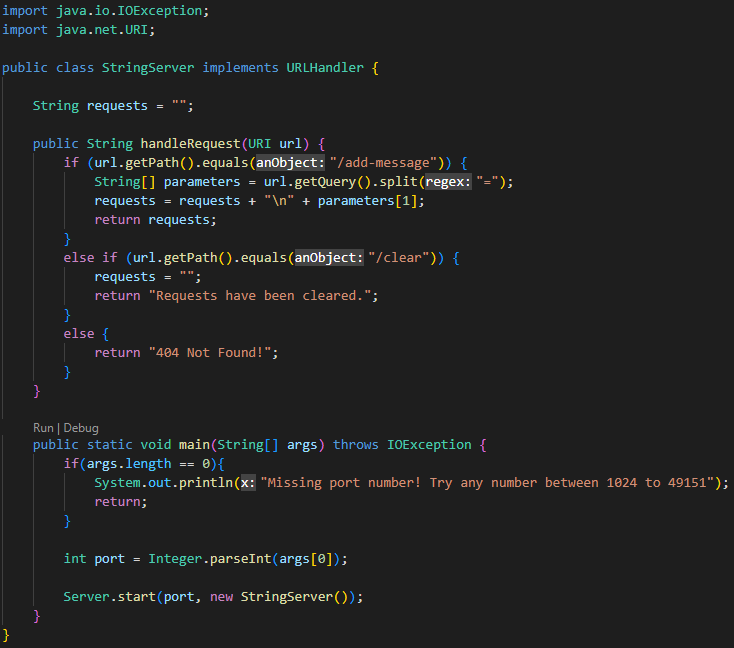 import java.io.IOException;
import java.net.URI;
public class StringServer implements URLHandler {
String requests = "";
public String handleRequest(URI url) {
if (url.getPath().equals(anObject: "/add-message")) {
String[] parameters = url.getQuery().split(regex: "=");
requests = requests + "\n" + parameters[1];
return requests;
}
else if (url.getPath().equals(anObject: "/clear")) {
requests = "";
return "Requests have been cleared.";
}
else {
return "404 Not Found!";
}
}
Run | Debug
public static void main(String[] args) throws IOException {
if(args.length == 0){
System.out.println(x: "Missing port number! Try any number between 1024 to 49151");
return;
}
int port = Integer.parseInt(args[0]);
Server.start(port, new StringServer());
}
}